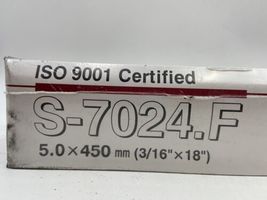 ISO 9001 Certified
S-7024.F
5.0×450 mm (3/16"×18")